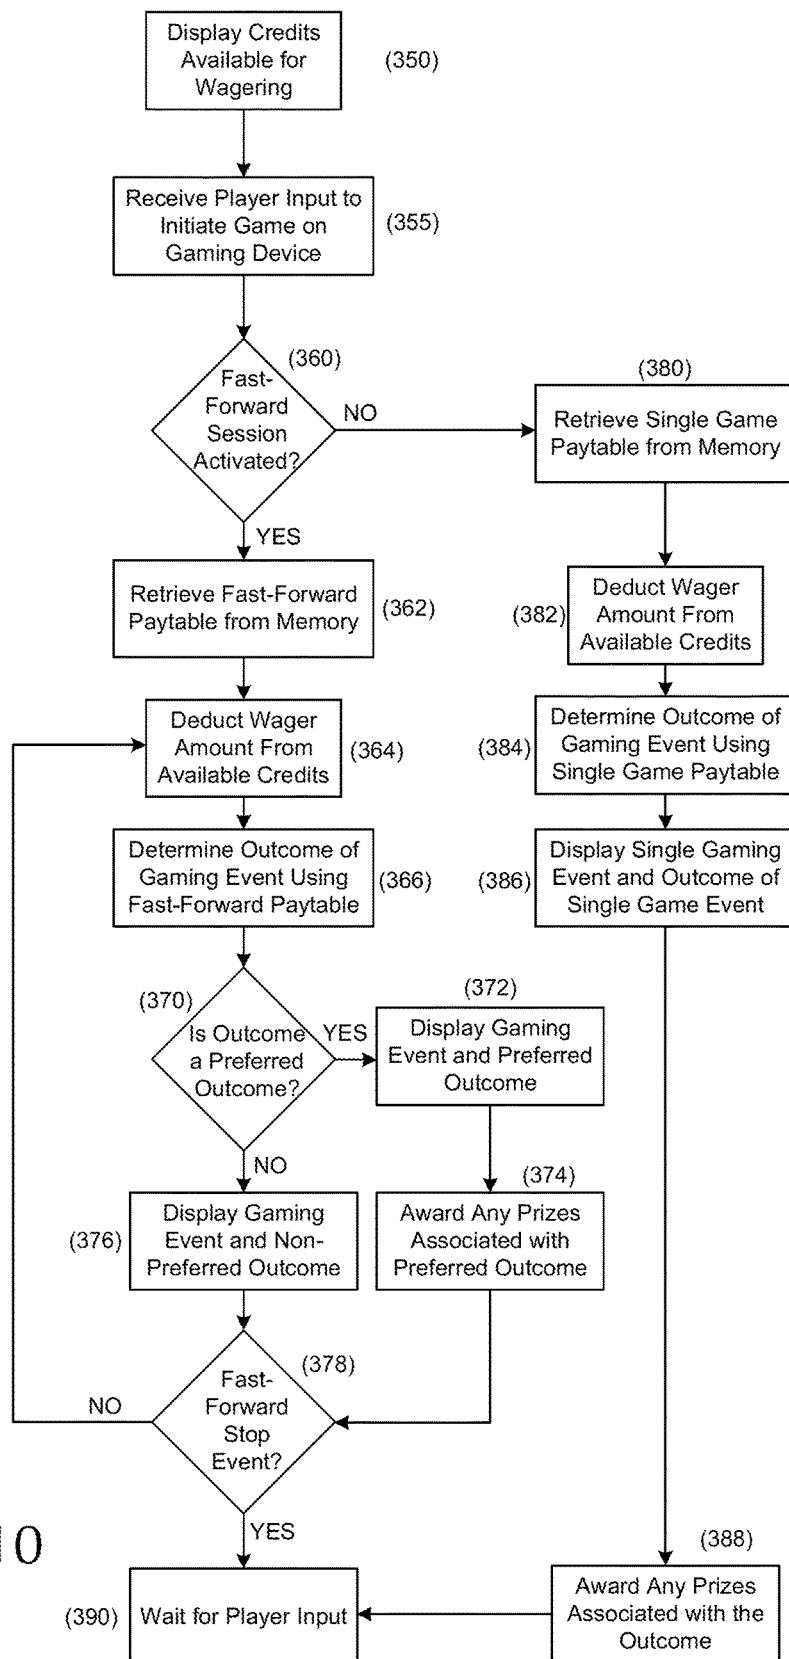 Display Credits
Available for
Wagering
(350)
Receive Player Input to
Initiate Game on
Gaming Device
(355)
(360)
Fast-
Forward
Session
Activated?
NO
YES
(380)
Retrieve Single Game
Paytable from Memory
Retrieve Fast-Forward
Paytable from Memory
(362)
(382)
Deduct Wager
Amount From
Available Credits
Deduct Wager
Amount From
Available Credits
(364)
(384)
Determine Outcome of
Gaming Event Using
Single Game Paytable
Determine Outcome of
Gaming Event Using
Fast-Forward Paytable
(366)
(386)
Display Single Gaming
Event and Outcome of
Single Game Event
(370)
Is Outcome
a Preferred
Outcome?
YES
NO
(372)
Display Gaming
Event and Preferred
Outcome
(374)
Award Any Prizes
Associated with
Preferred Outcome
(376)
Display Gaming
Event and Non-
Preferred Outcome
(378)
Fast-
Forward
Stop
Event?
NO
YES
(388)
Award Any Prizes
Associated with the
Outcome
(390)
Wait for Player Input